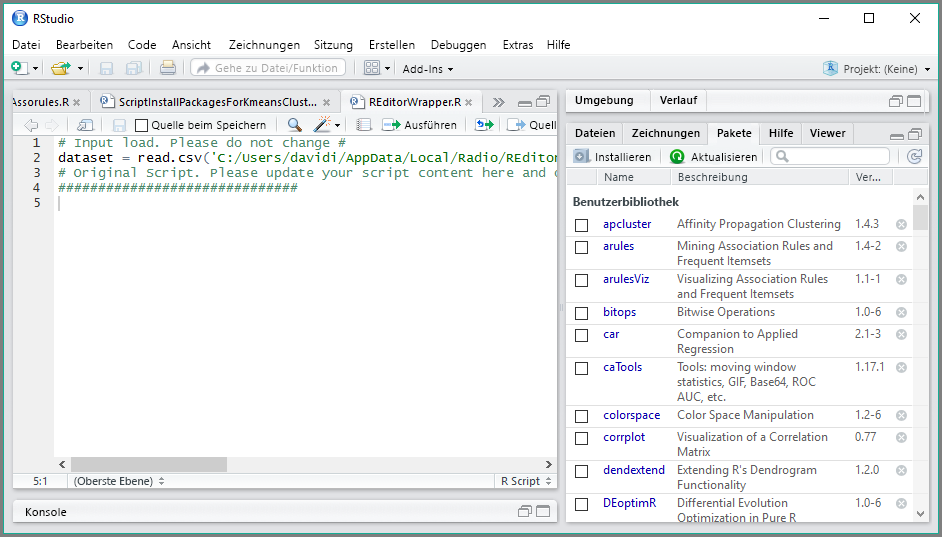 RStudio
Datei Bearbeiten Code Ansicht Zeichnungen Sitzung Erstellen Debuggen Extras Hilfe
Gehe zu Datei/Funktion Add-Ins Projekt: (Keine)
Assorules.R ScriptInstallPackagesForKmeansClust... REditorWrapper.R
Quelle beim Speichern Ausführen Quell
1 # Input load. Please do not change #
2 dataset = read.csv('C:/Users/davidi/AppData/Local/Radio/REditor
3 # Original Script. Please update your script content here and
4 ##############################
5
5:1 (Oberste Ebene) R Script
Konsole
Umgebung Verlauf
Dateien Zeichnungen Pakete Hilfe Viewer
Installieren Aktualisieren
Name Beschreibung Ver...
Benutzerbibliothek
apcluster Affinity Propagation Clustering 1.4.3
arules Mining Association Rules and 1.4-2
Frequent Itemsets
arulesViz Visualizing Association Rules 1.1-1
and Frequent Itemsets
bitops Bitwise Operations 1.0-6
car Companion to Applied 2.1-3
Regression
caTools Tools: moving window 1.17.1
statistics, GIF, Base64, ROC
AUC, etc.
colorspace Color Space Manipulation 1.2-6
corrplot Visualization of a Correlation 0.77
Matrix
dendextend Extending R's Dendrogram 1.2.0
Functionality
DEoptimR Differential Evolution 1.0-6
Optimization in Pure R